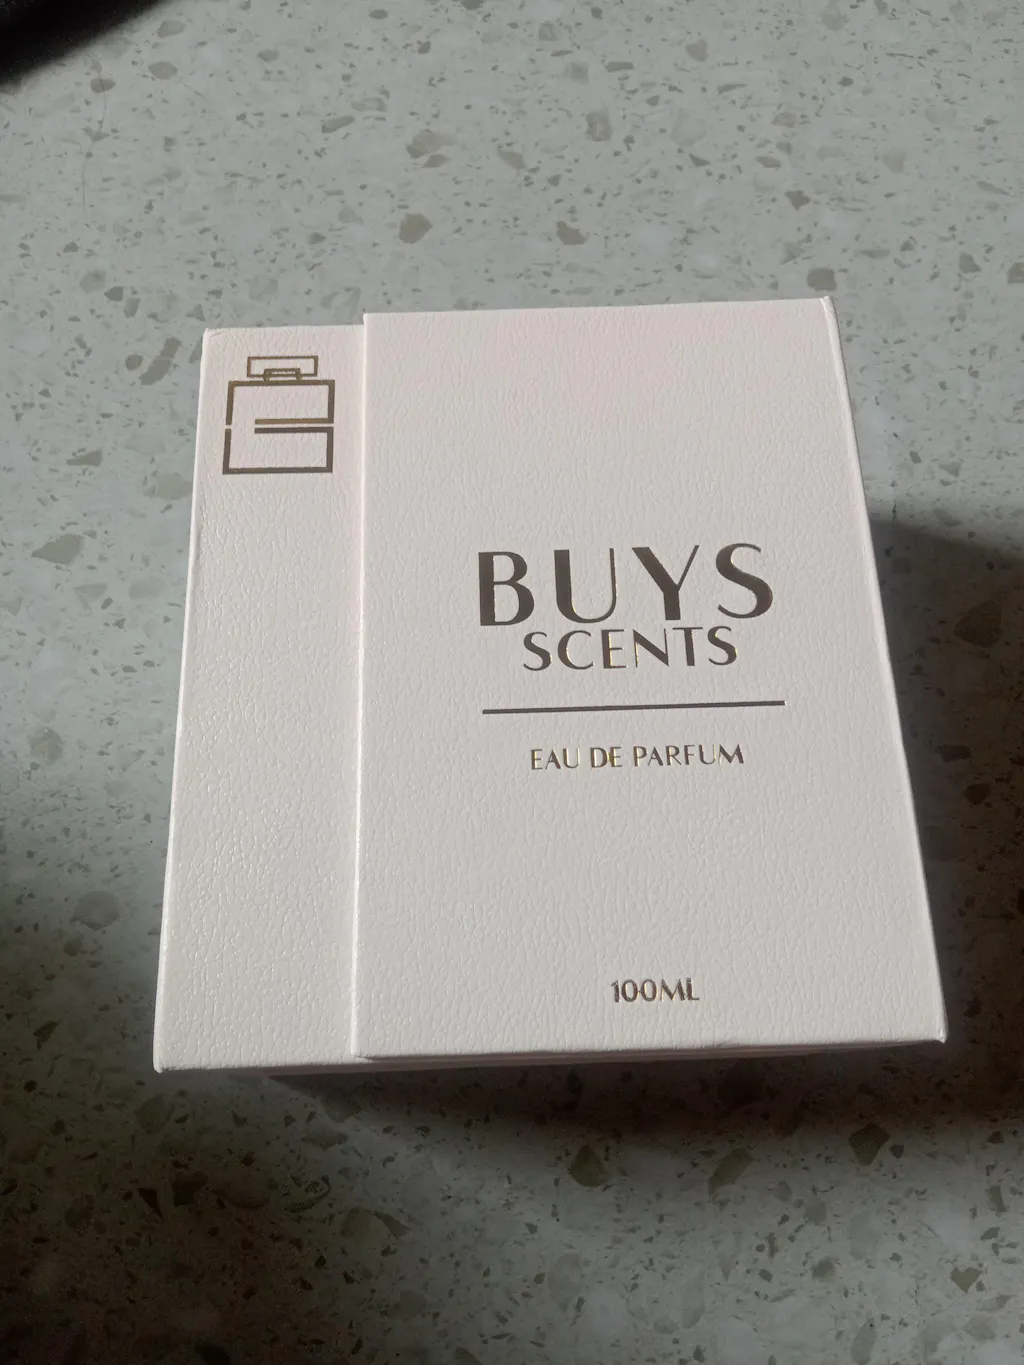 BUYS
SCENTS
EAU DE PARFUM
100ML